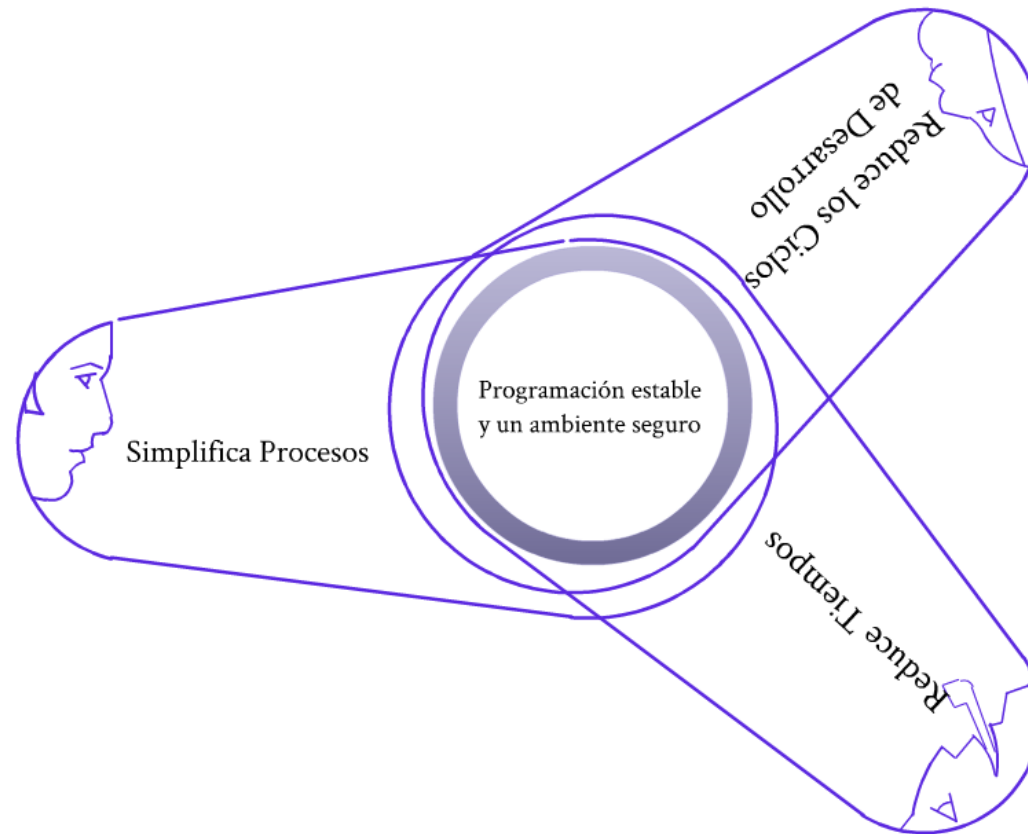 Reduce los Ciclos
de Desarrollo
Programación estable
y un ambiente seguro
Simplifica Procesos
Reduce Tiempos